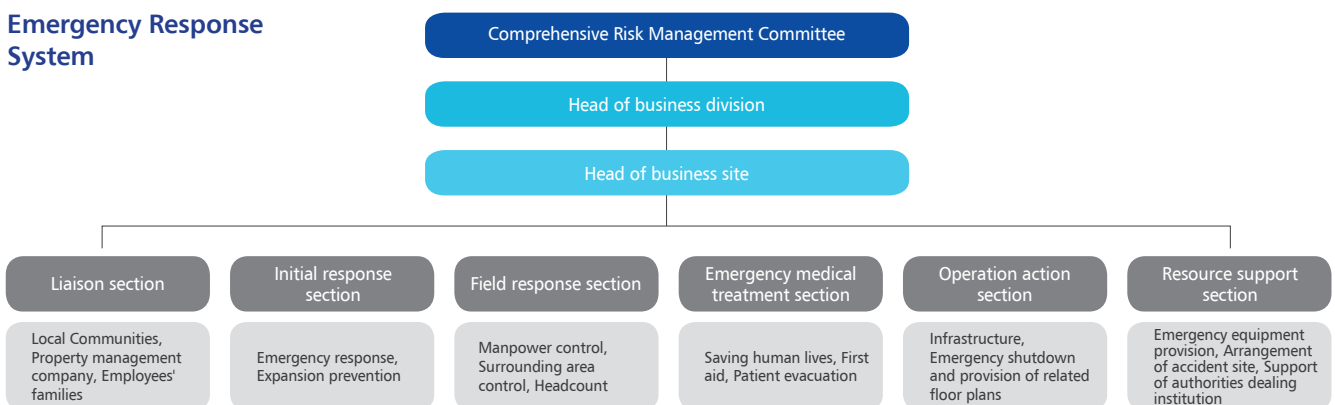 Emergency Response
System
Comprehensive Risk Management Committee
Head of business division
Head of business site
Liaison section
Local Communities,
Property management
company, Employees'
families
Initial response
section
Emergency response,
Expansion prevention
Field response section
Manpower control,
Surrounding area
control, Headcount
Emergency medical
treatment section
Saving human lives, First
aid, Patient evacuation
Operation action
section
Infrastructure,
Emergency shutdown
and provision of related
floor plans
Resource support
section
Emergency equipment
provision, Arrangement
of accident site, Support
of authorities dealing
institution